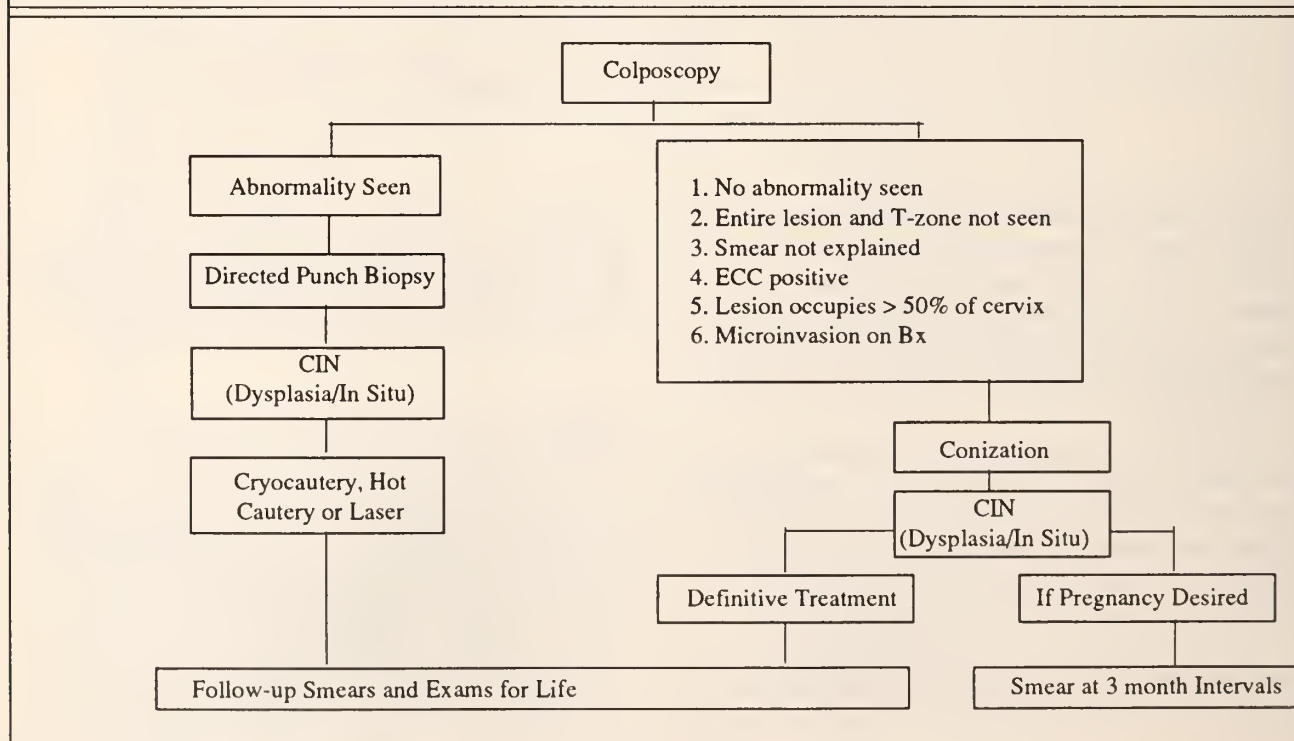 Colposcopy
Abnormality Seen
Directed Punch Biopsy
CIN
(Dysplasia/In Situ)
Cryocautery, Hot
Cautery or Laser
1. No abnormality seen
2. Entire lesion and T-zone not seen
3. Smear not explained
4. ECC positive
5. Lesion occupies > 50% of cervix
6. Microinvasion on Bx
Conization
CIN
(Dysplasia/In Situ)
Definitive Treatment
If Pregnancy Desired
Follow-up Smears and Exams for Life
Smear at 3 month Intervals